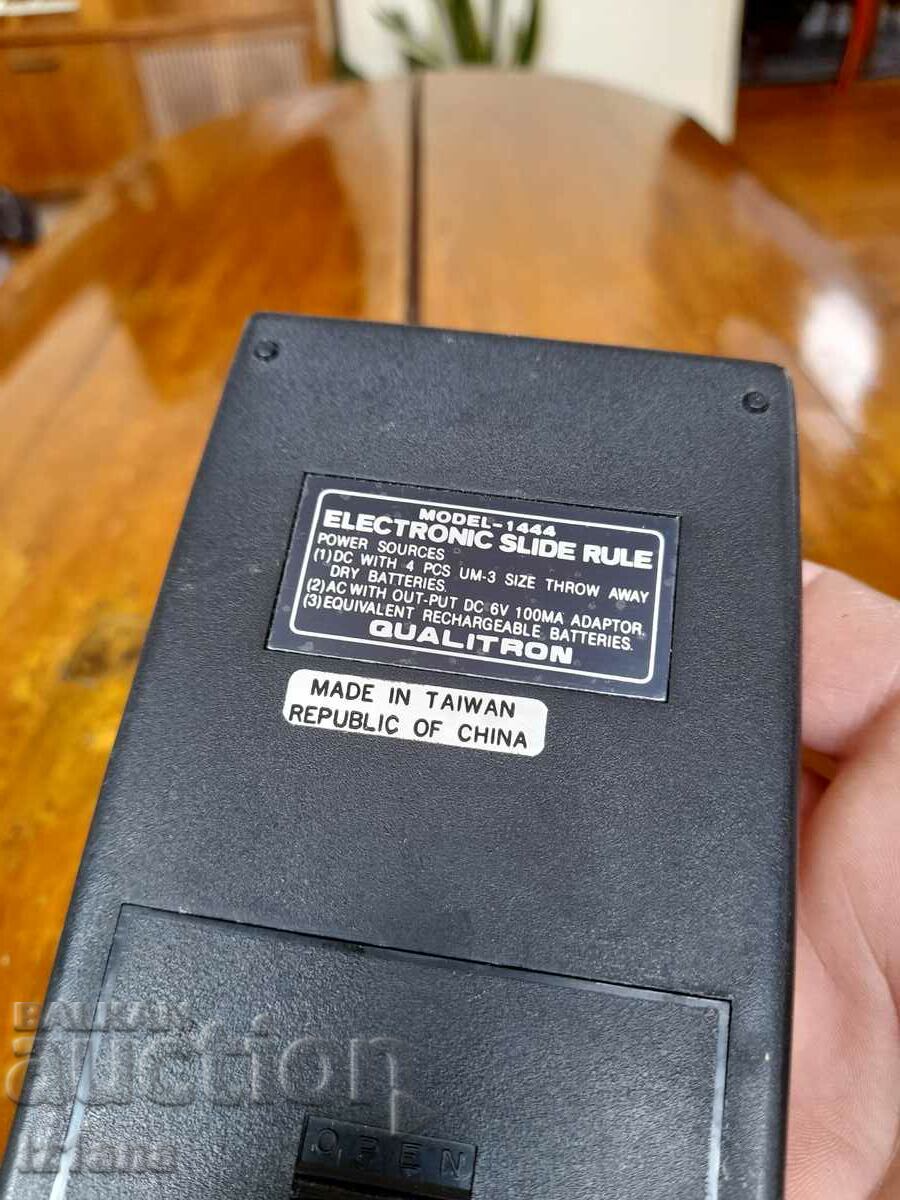 MODEL-1444
ELECTRONIC SLIDE RULE
POWER SOURCES
(1)DC WITH 4 PCS UM-3 SIZE THROW AWAY
DRY BATTERIES.
(2)AC WITH OUT-PUT DC 6V 100MA ADAPTOR.
(3)EQUIVALENT RECHARGEABLE BATTERIES.
QUALITRON
MADE IN TAIWAN
REPUBLIC OF CHINA
BALKAN
auction
OPEN
iriana